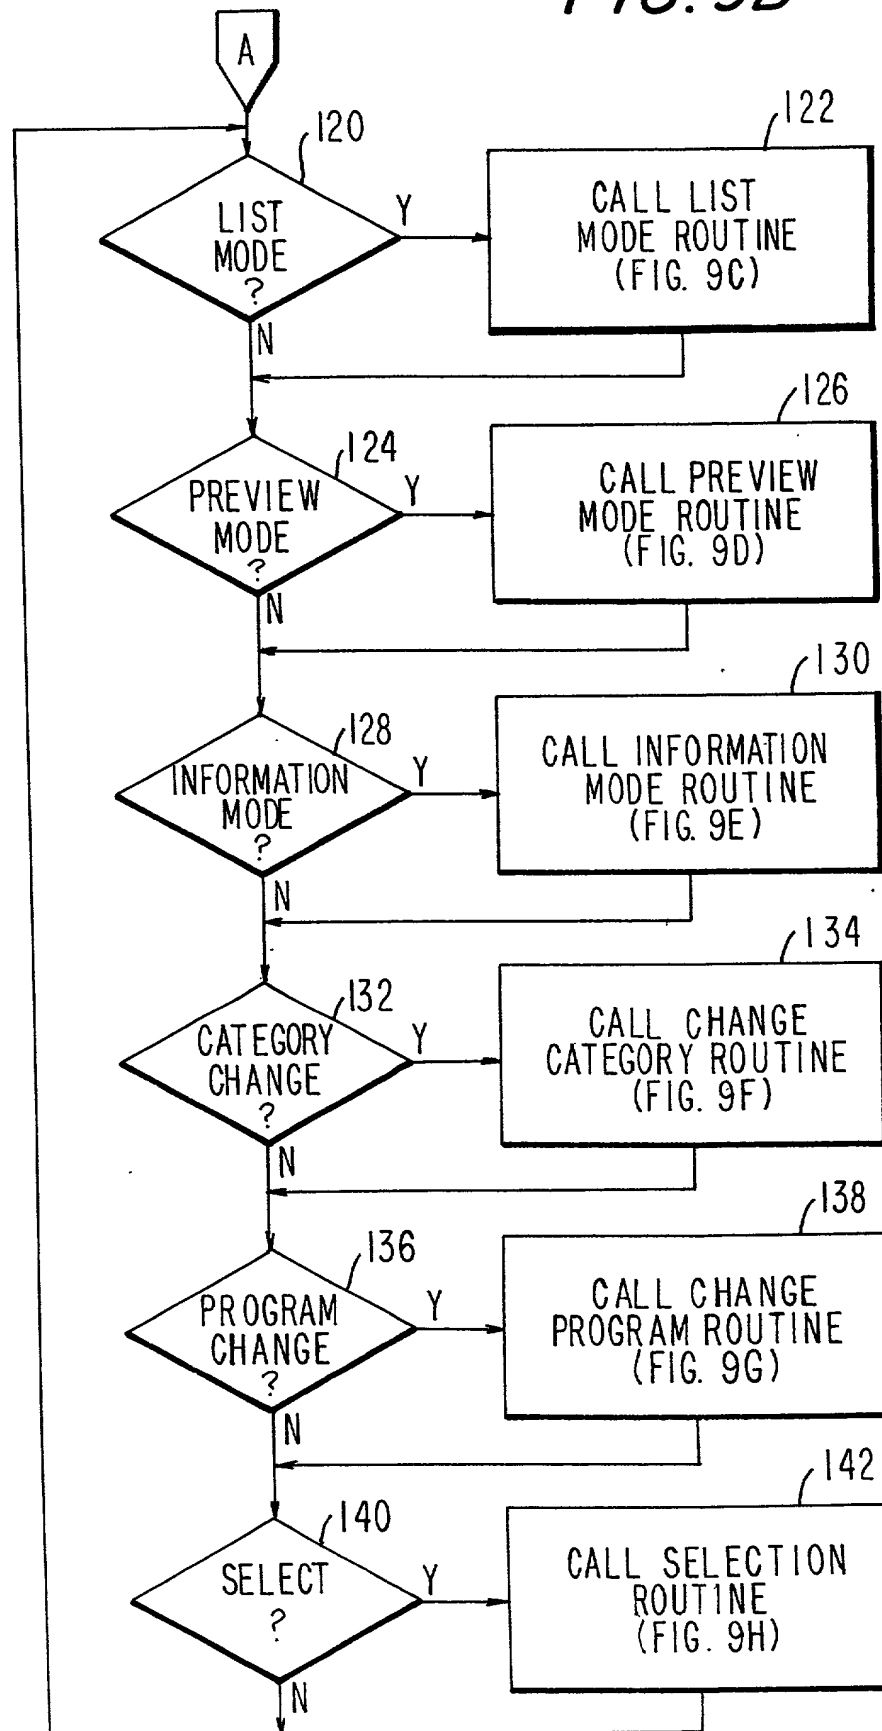 FIG. 9B
A
120
122
LIST
MODE
?
Y
N
CALL LIST
MODE ROUTINE
(FIG. 9C)
124
126
PREVIEW
MODE
?
Y
N
CALL PREVIEW
MODE ROUTINE
(FIG. 9D)
128
130
INFORMATION
MODE
?
Y
N
CALL INFORMATION
MODE ROUTINE
(FIG. 9E)
132
134
CATEGORY
CHANGE
?
Y
N
CALL CHANGE
CATEGORY ROUTINE
(FIG. 9F)
136
138
PROGRAM
CHANGE
?
Y
N
CALL CHANGE
PROGRAM ROUTINE
(FIG. 9G)
140
142
SELECT
?
Y
N
CALL SELECTION
ROUTINE
(FIG. 9H)